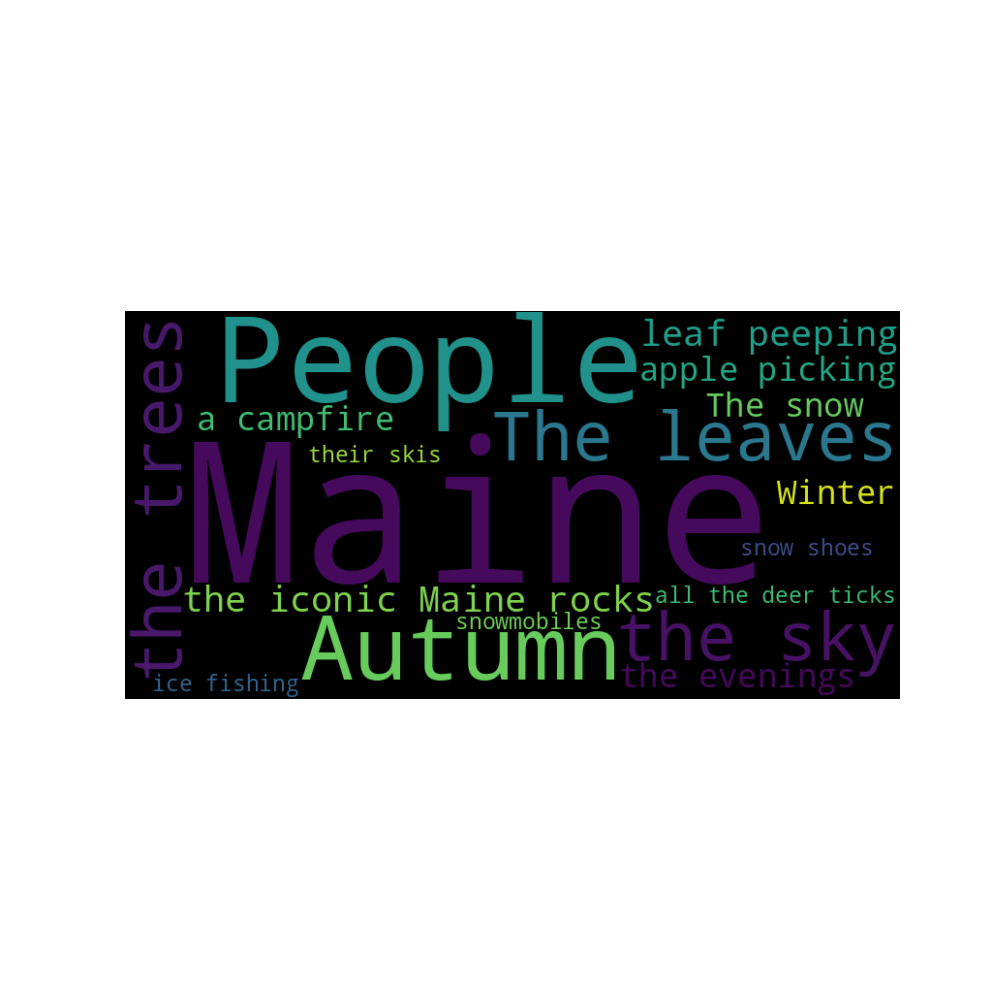 the trees
People
leaf peeping
apple picking
The snow
a campfire
The leaves
their skis
Maine
Winter
snow shoes
the iconic Maine rocks
all the deer ticks
snowmobiles
Autumn
the sky
the evenings
ice fishing